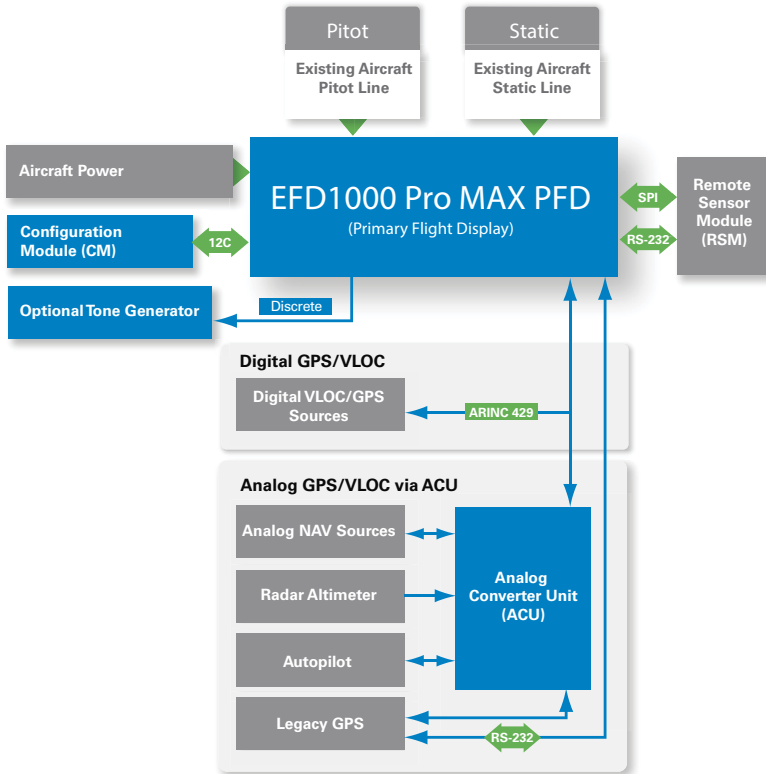 Pitot
Static
Existing Aircraft
Pitot Line
Existing Aircraft
Static Line
Aircraft Power
EFD1000 Pro MAX PFD
(Primary Flight Display)
SPI
RS-232
Remote
Sensor
Module
(RSM)
Configuration
Module (CM)
12C
Optional Tone Generator
Discrete
Digital GPS/VLOC
Digital VLOC/GPS
Sources
ARINC 429
Analog GPS/VLOC via ACU
Analog NAV Sources
Radar Altimeter
Analog
Converter Unit
(ACU)
Autopilot
Legacy GPS
RS-232